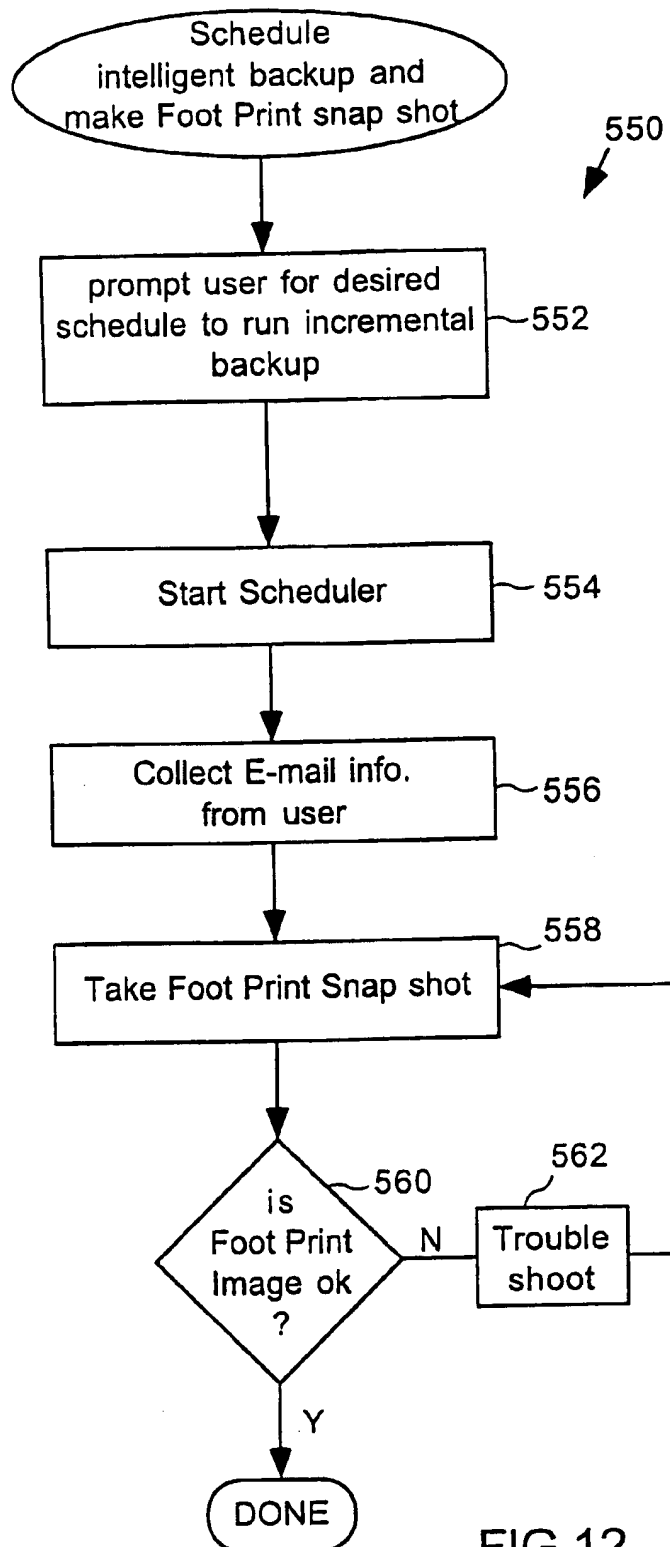 Schedule
intelligent backup and
make Foot Print snap shot
550
prompt user for desired
schedule to run incremental
backup
552
Start Scheduler
554
Collect E-mail info.
from user
556
558
Take Foot Print Snap shot
560
is
Foot Print
Image ok
?
N
562
Trouble
shoot
Y
DONE
FIG.12